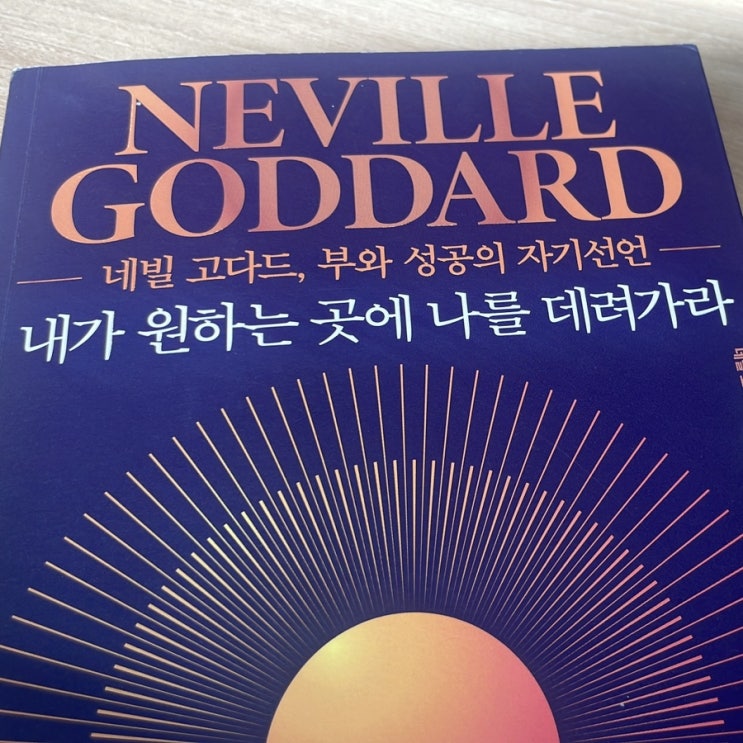 NEVILLE
GODDARD
네빌 고다드, 부와 성공의 자기선언
내가 원하는 곳에 나를 데려가라